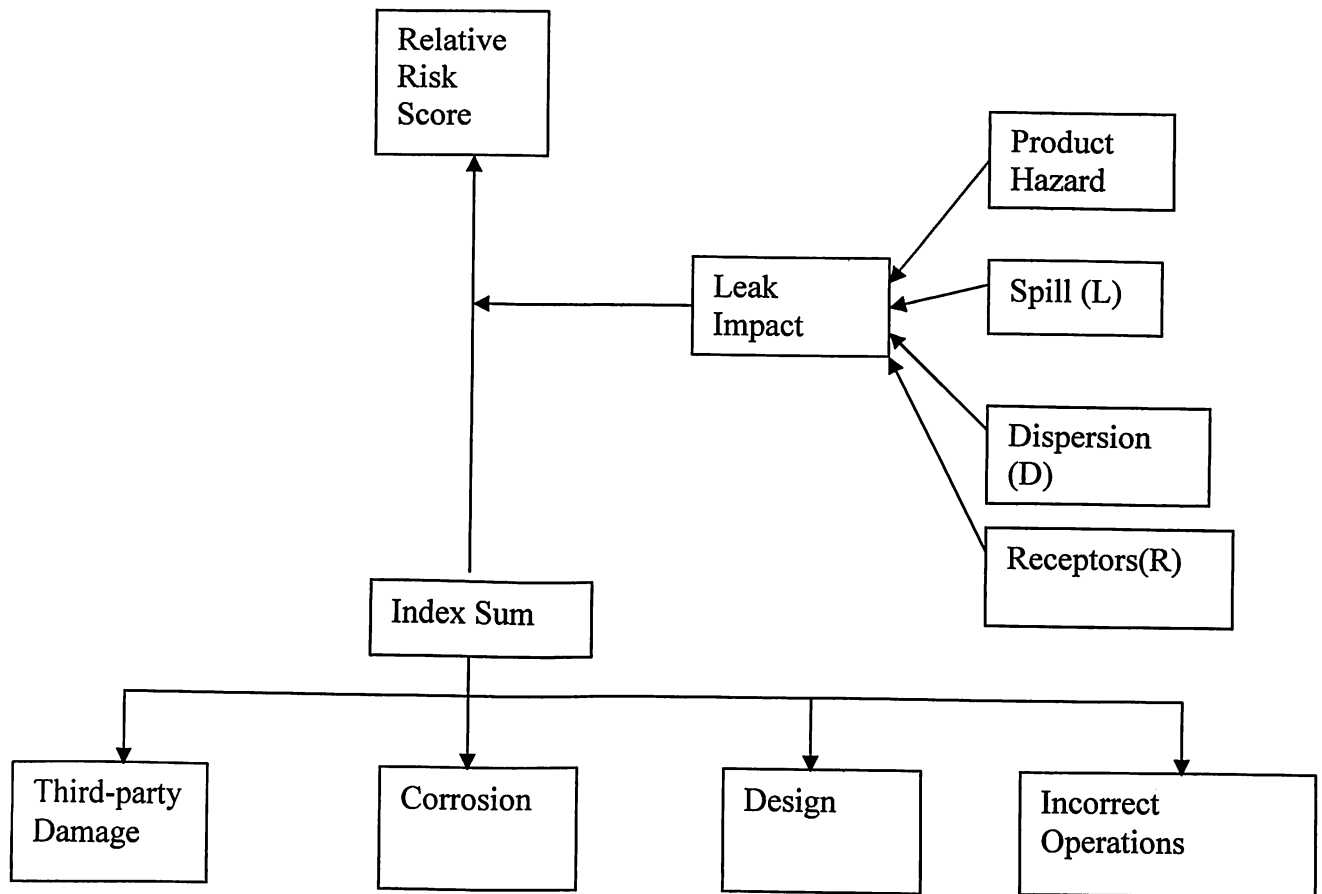 Relative
Risk
Score
Product
Hazard
Leak
Impact
Spill (L)
Dispersion
(D)
Receptors(R)
Index Sum
Third-party
Damage
Corrosion
Design
Incorrect
Operations